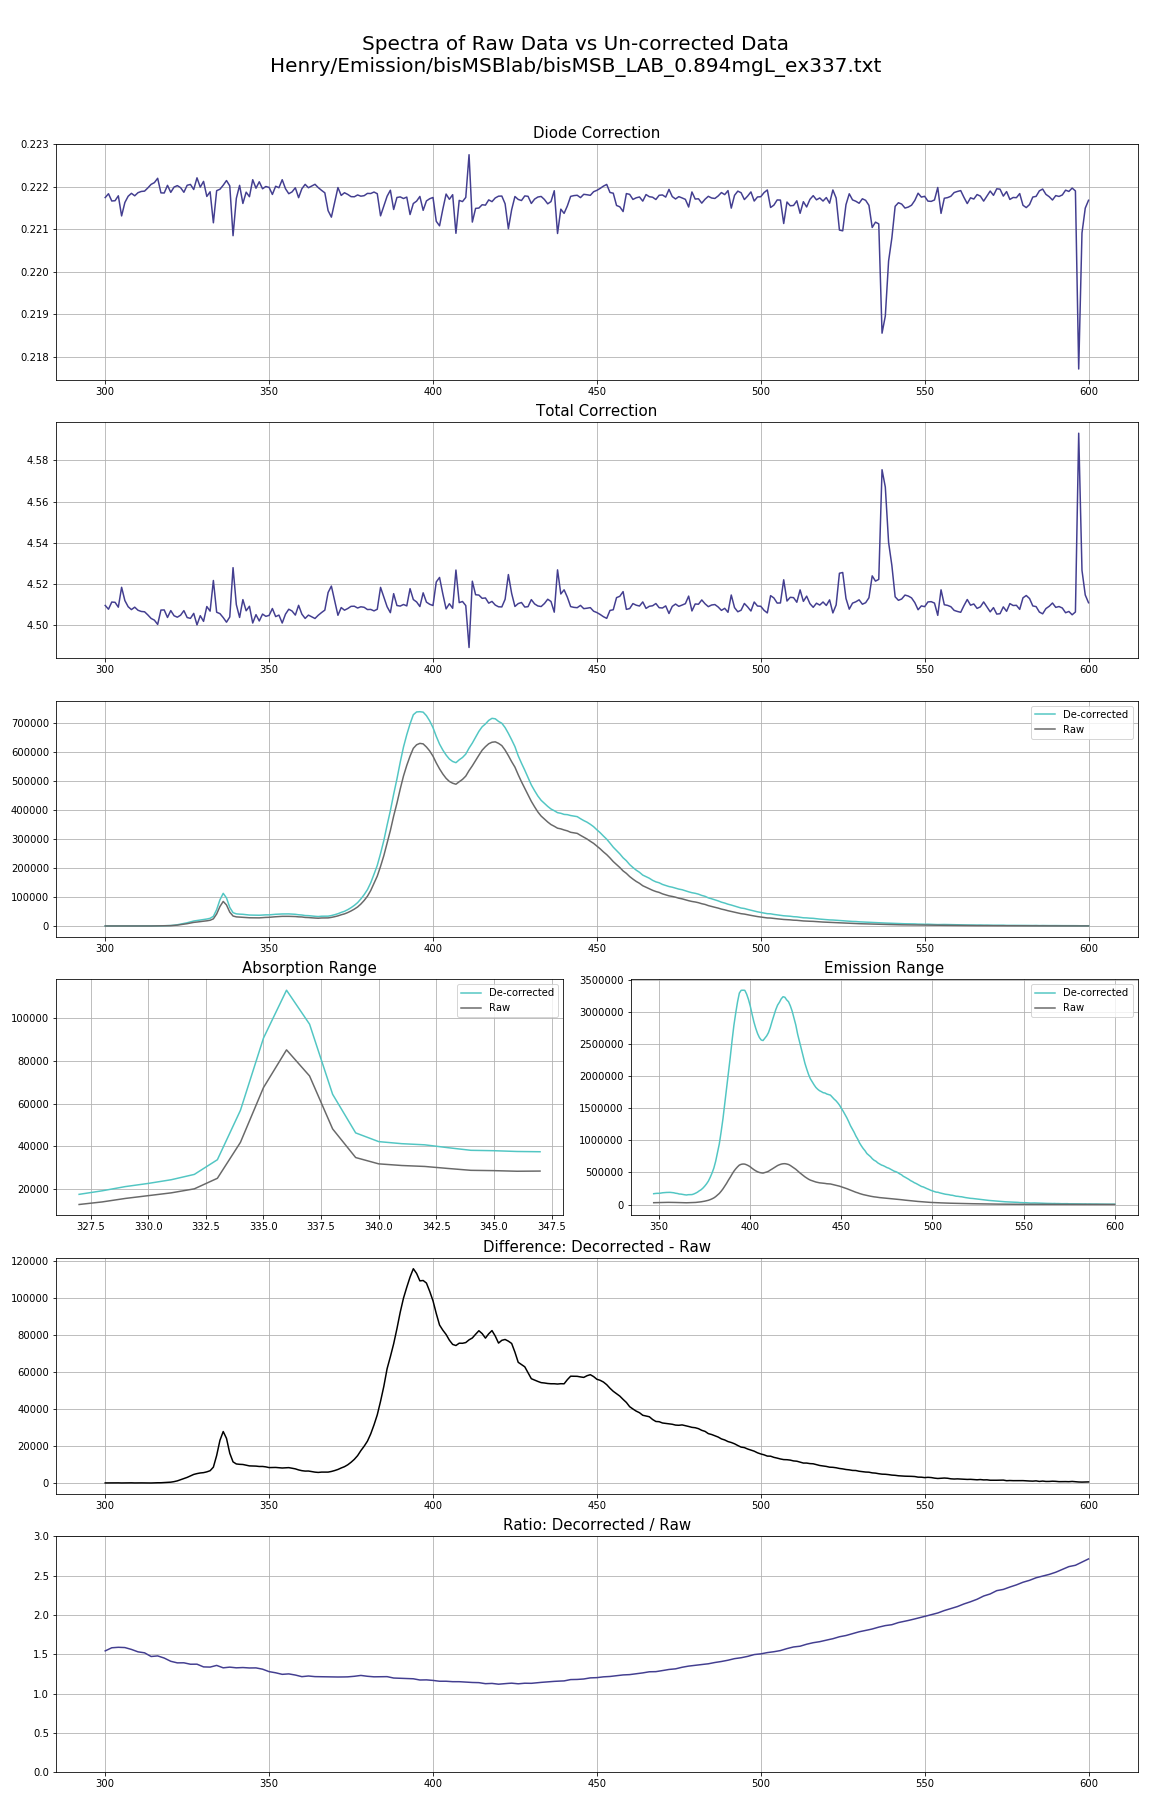 Spectra of Raw Data vs Un-corrected Data
Henry/Emission/bisMSBlab/bisMSB_LAB_0.894mgL_ex337.txt
Diode Correction
0.223
0.222
0.221
0.220
0.219
0.218
300 350 400 450 500 550 600
Total Correction
4.58
4.56
4.54
4.52
4.50
300 350 400 450 500 550 600
700000
600000
500000
400000
300000
200000
100000
0
De-corrected
Raw
300 350 400 450 500 550 600
Absorption Range
100000
80000
60000
40000
20000
De-corrected
Raw
327.5 330.0 332.5 335.0 337.5 340.0 342.5 345.0 347.5
Emission Range
3500000
3000000
2500000
2000000
1500000
1000000
500000
0
De-corrected
Raw
350 400 450 500 550 600
Difference: Decorrected - Raw
120000
100000
80000
60000
40000
20000
0
300 350 400 450 500 550 600
Ratio: Decorrected / Raw
3.0
2.5
2.0
1.5
1.0
0.5
0.0
300 350 400 450 500 550 600